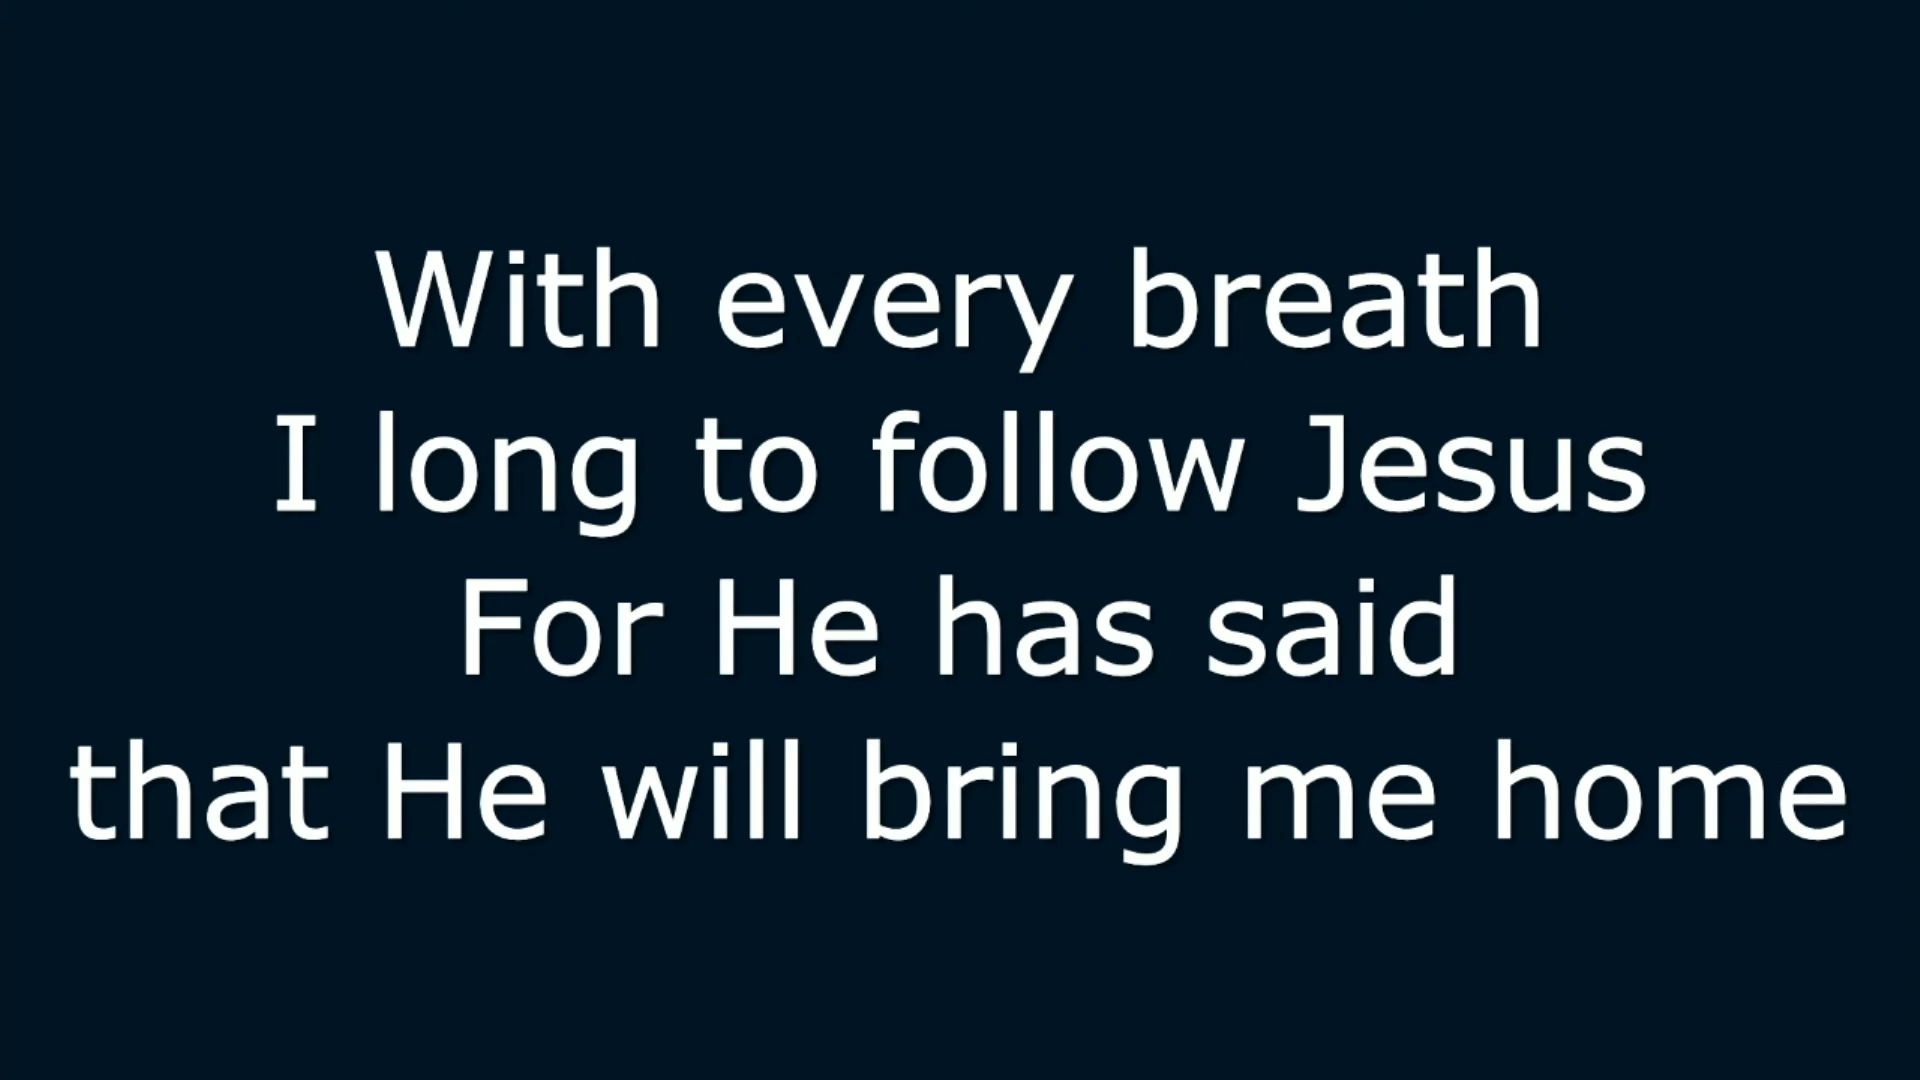 With every breath
I long to follow Jesus
For He has said
that He will bring me home